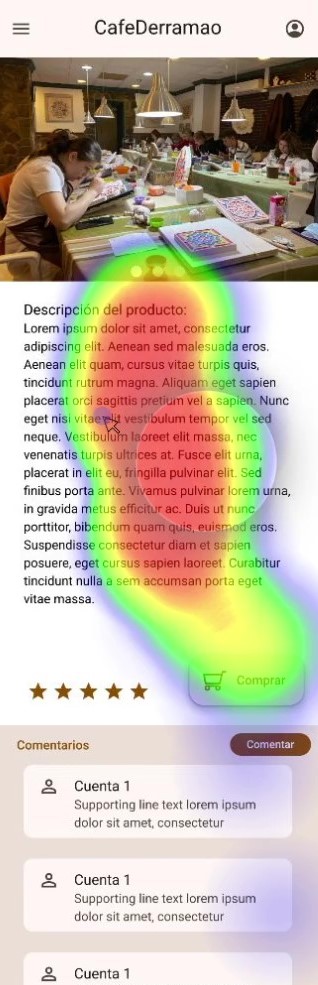 CafeDerramao
Descripción del producto:
Lorem ipsum dolor sit amet, consectetur
adipiscing elit. Aenean sed malesuada eros.
Aenean quam, cursus vitae turpis quis,
tincidunt rutrum magna. Aliquam eget sapien
placerat orci sagittis pretium vel a sapien. Nunc
eget nisi vitae elit vestibulum tempor vel sed
neque. Vestibulum laoreet elit massa, nec
venenatis turpis ultrices at. Fusce elit urna,
placerat in elit eu, fringilla pulvinar elit. Sed
finibus porta ante. Vivamus pulvinar lorem urna,
in gravida metus efficitur ac. Duis ut nunc
porttitor, bibendum quam quis, euismod eros.
Suspendisse consectetur diam et sapien
posuere, eget cursus sapien laoreet. Curabitur
tincidunt nulla a sem accumsan porta eget
vitae massa.
Comprar
Comentarios
Comentar
Cuenta 1
Supporting line text lorem ipsum
dolor sit amet, consectetur
Cuenta 1
Supporting line text lorem ipsum
dolor sit amet, consectetur
Cuenta 1